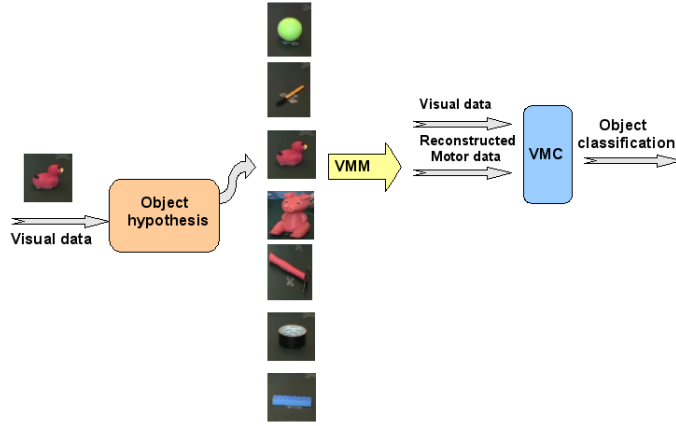 Visual data
Object
hypothesis
VMM
Visual data
Reconstructed
Motor data
VMC
Object
classification